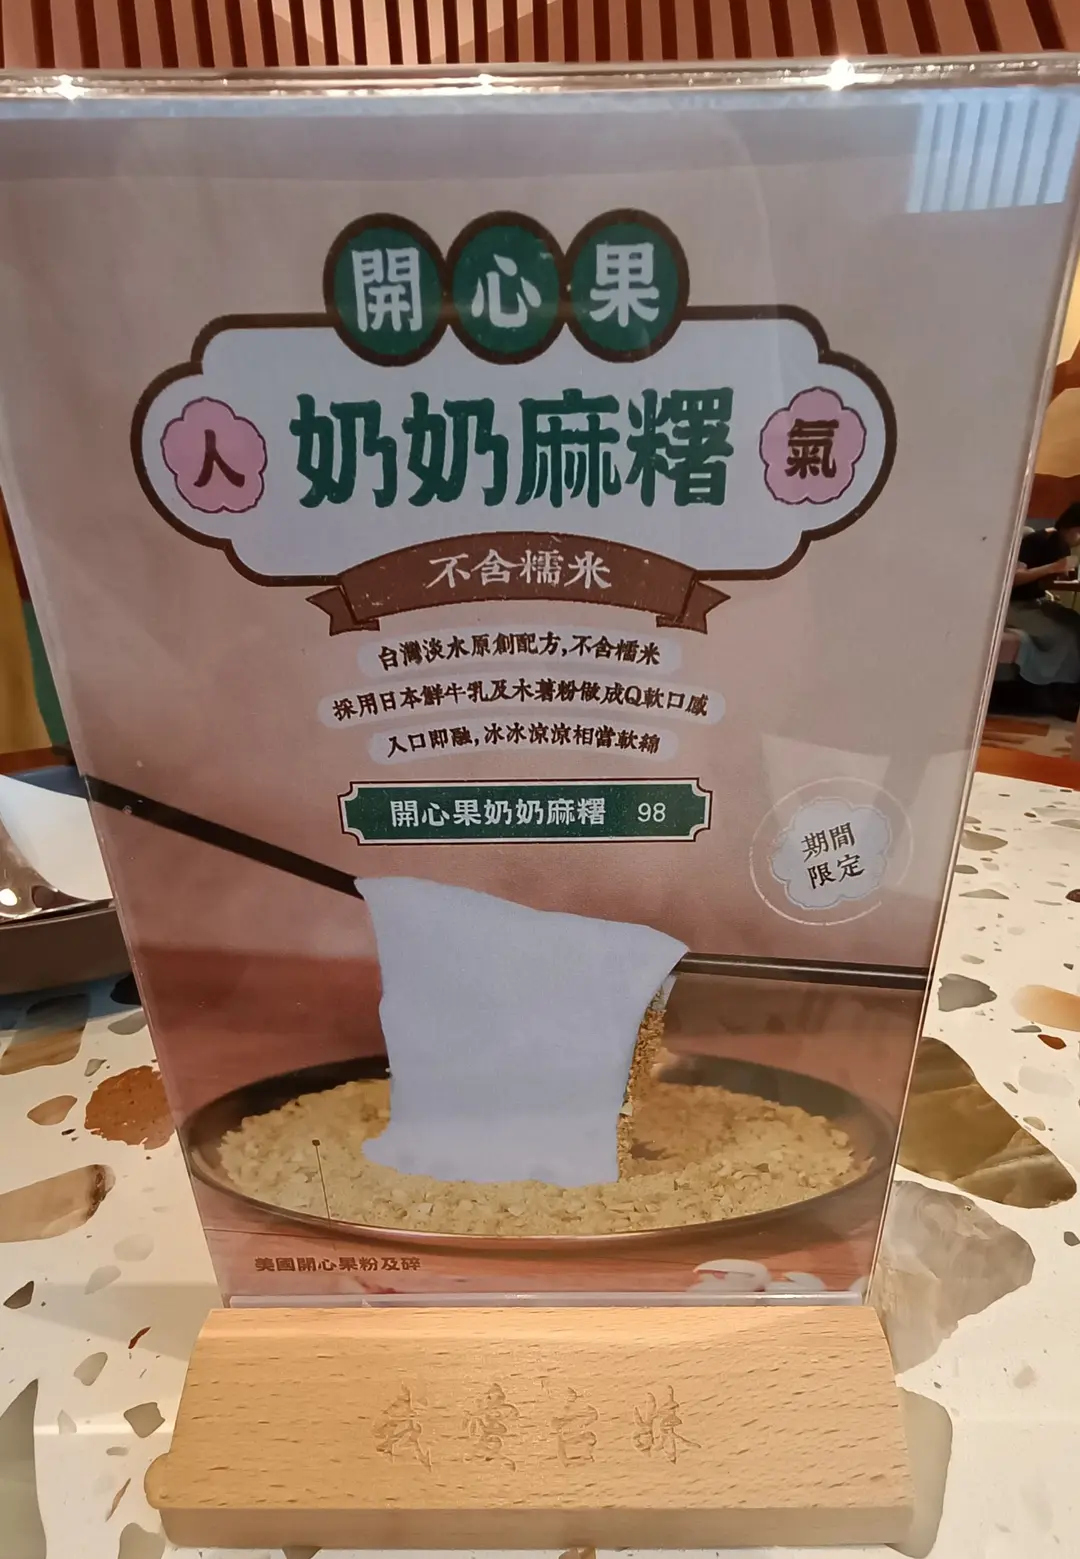 開心果
人 奶奶麻糬 氣
不含糯米
台灣淡水原創配方,不含糯米
採用日本鮮牛乳及木薯粉做成Q軟口感
入口即融,冰冰涼涼相當軟綿
開心果奶奶麻糬 98
期間
限定
美國開心果粉及碎
我愛台妹